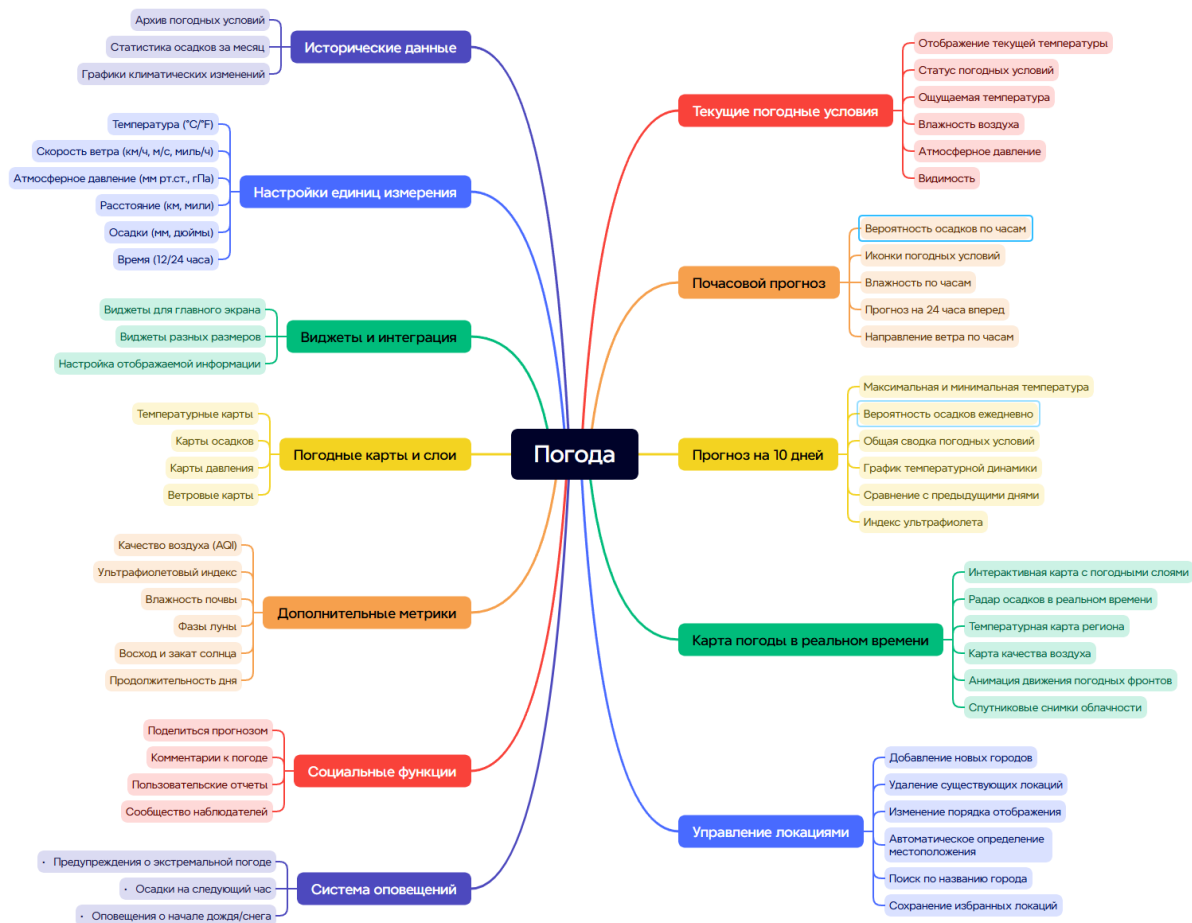 Погода
Исторические данные
Архив погодных условий
Статистика осадков за месяц
Графики климатических изменений
Настройки единиц измерения
Температура (°C/°F)
Скорость ветра (км/ч, м/с, миль/ч)
Атмосферное давление (мм рт.ст., гПа)
Расстояние (км, мили)
Осадки (мм, дюймы)
Время (12/24 часа)
Виджеты и интеграция
Виджеты для главного экрана
Виджеты разных размеров
Настройка отображаемой информации
Погодные карты и слои
Температурные карты
Карты осадков
Карты давления
Ветровые карты
Дополнительные метрики
Качество воздуха (AQI)
Ультрафиолетовый индекс
Влажность почвы
Фазы луны
Восход и закат солнца
Продолжительность дня
Социальные функции
Поделиться прогнозом
Комментарии к погоде
Пользовательские отчеты
Сообщество наблюдателей
Система оповещений
• Предупреждения о экстремальной погоде
• Осадки на следующий час
• Оповещения о начале дождя/снега
Текущие погодные условия
Отображение текущей температуры
Статус погодных условий
Ощущаемая температура
Влажность воздуха
Атмосферное давление
Видимость
Почасовой прогноз
Вероятность осадков по часам
Иконки погодных условий
Влажность по часам
Прогноз на 24 часа вперед
Направление ветра по часам
Прогноз на 10 дней
Максимальная и минимальная температура
Вероятность осадков ежедневно
Общая сводка погодных условий
График температурной динамики
Сравнение с предыдущими днями
Индекс ультрафиолета
Карта погоды в реальном времени
Интерактивная карта с погодными слоями
Радар осадков в реальном времени
Температурная карта региона
Карта качества воздуха
Анимация движения погодных фронтов
Спутниковые снимки облачности
Управление локациями
Добавление новых городов
Удаление существующих локаций
Изменение порядка отображения
Автоматическое определение
местоположения
Поиск по названию города
Сохранение избранных локаций